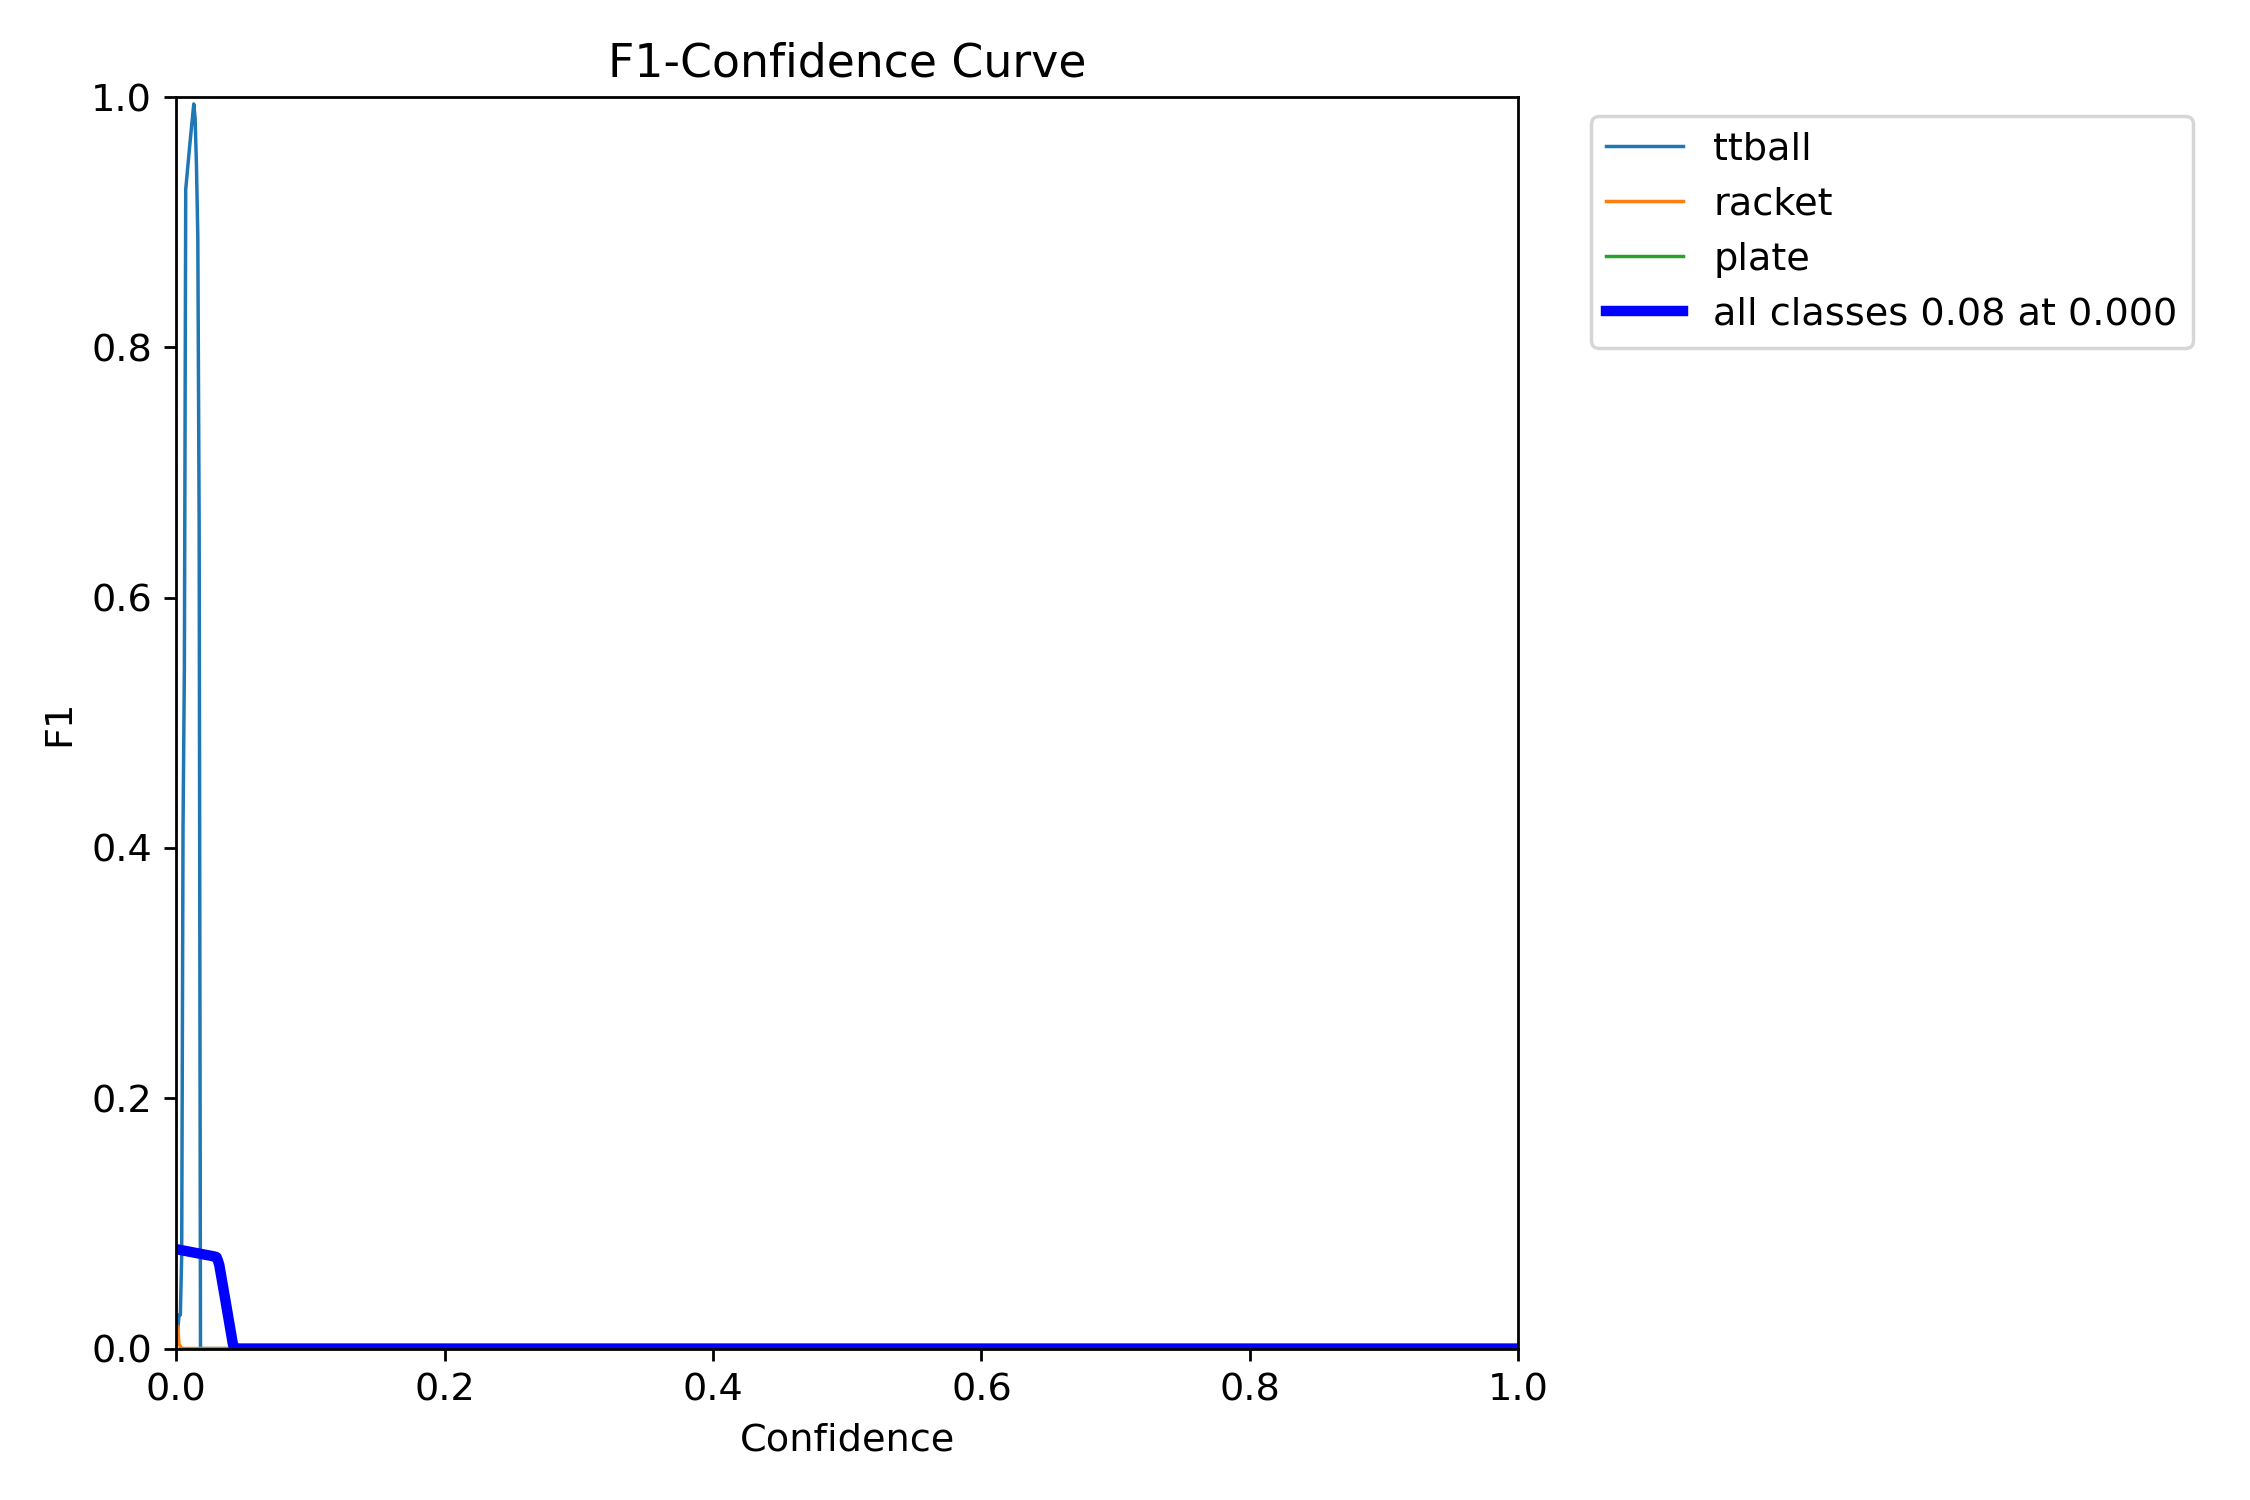 F1-Confidence Curve
1.0
0.8
0.6
0.4
0.2
0.0
F1
0.0 0.2 0.4 0.6 0.8 1.0
Confidence
ttball
racket
plate
all classes 0.08 at 0.000